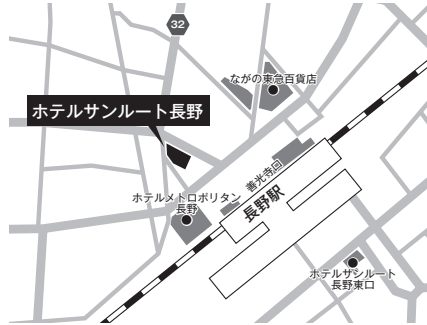 32
ながの東急百貨店
ホテルサンルート長野
善光寺口
長野駅
ホテルメトロポリタン
長野
ホテルサンルート
長野東口